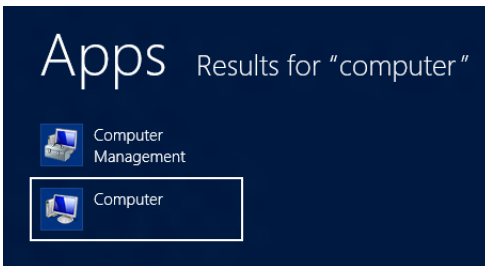 Apps Results for “computer”
Computer
Management
Computer